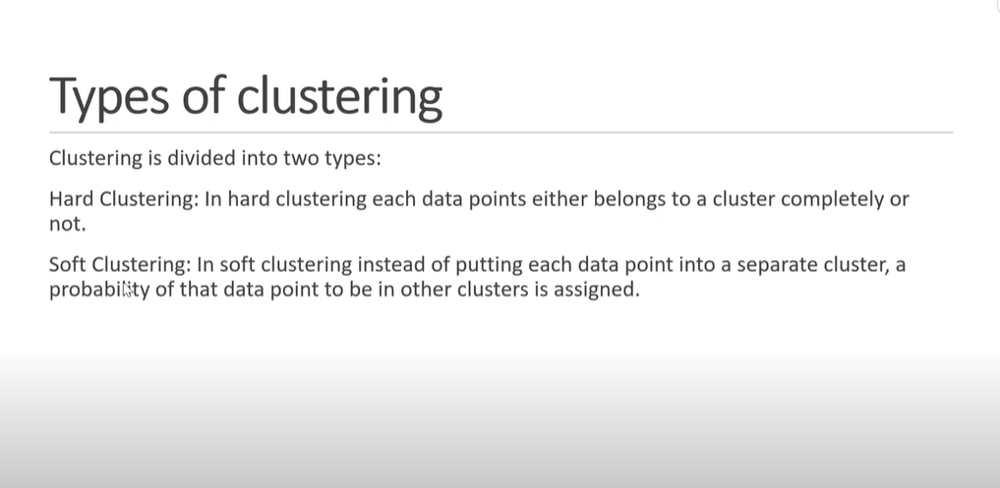 Types of clustering
Clustering is divided into two types:
Hard Clustering: In hard clustering each data points either belongs to a cluster completely or
not.
Soft Clustering: In soft clustering instead of putting each data point into a separate cluster, a
probability of that data point to be in other clusters is assigned.